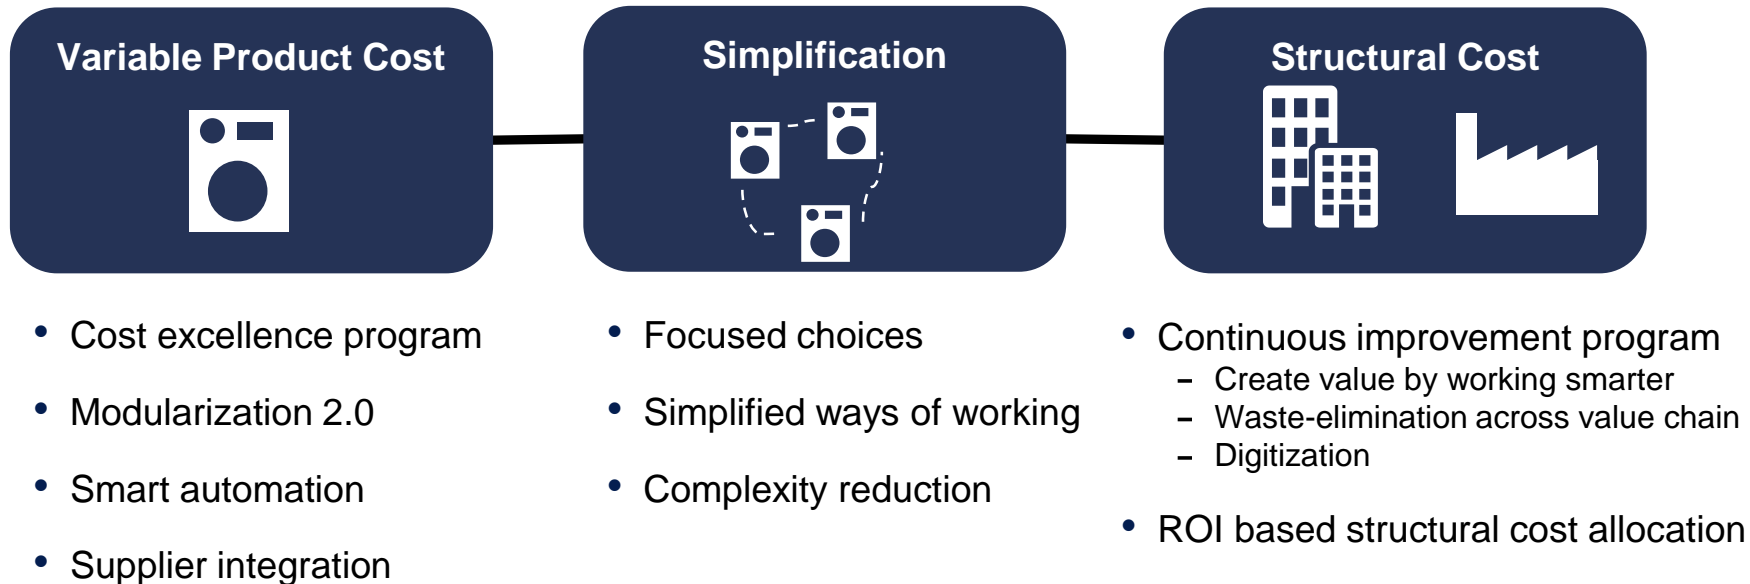 Variable Product Cost
• Cost excellence program
• Modularization 2.0
• Smart automation
• Supplier integration
Simplification
• Focused choices
• Simplified ways of working
• Complexity reduction
Structural Cost
• Continuous improvement program
– Create value by working smarter
– Waste-elimination across value chain
– Digitization
• ROI based structural cost allocation